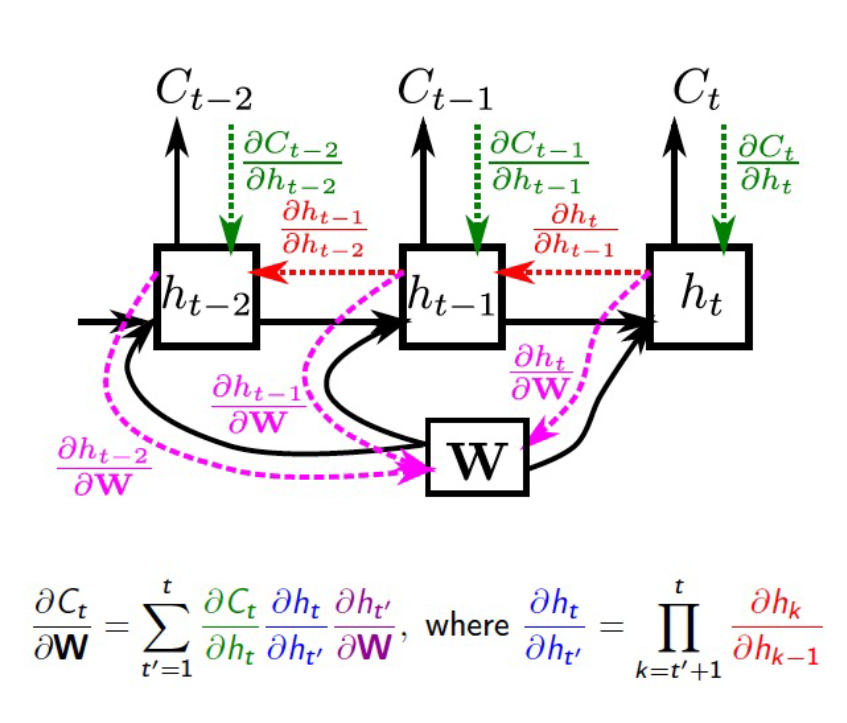 C_{t-2} C_{t-1} C_t
∂C_{t-2}/∂h_{t-2} ∂C_{t-1}/∂h_{t-1} ∂C_t/∂h_t
∂h_{t-1}/∂h_{t-2} ∂h_t/∂h_{t-1}
h_{t-2} h_{t-1} h_t
∂h_t/∂W
∂h_{t-1}/∂W
∂h_{t-2}/∂W W
∂C_t/∂W = ∑_{t'=1}^{t} ∂C_t/∂h_t ∂h_t/∂h_{t'} ∂h_{t'}/∂W, where ∂h_t/∂h_{t'} = ∏_{k=t'+1}^{t} ∂h_k/∂h_{k-1}